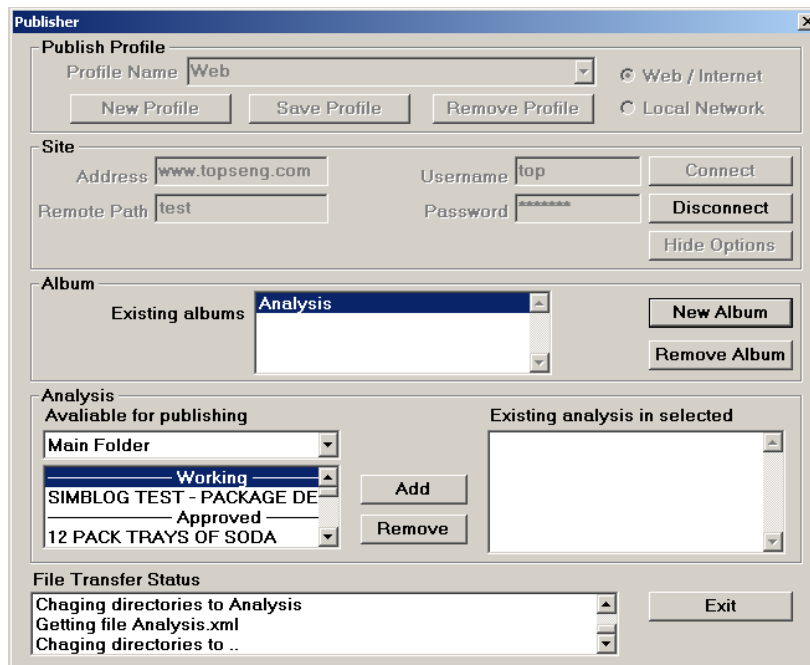 Publisher
Publish Profile
Profile Name Web
Web / Internet
New Profile Save Profile Remove Profile Local Network
Site
Address www.topseng.com Username top Connect
Remote Path test Password ******* Disconnect
Hide Options
Album
Existing albums Analysis New Album
Remove Album
Analysis
Avaliable for publishing Existing analysis in selected
Main Folder
Working
SIMBLOG TEST - PACKAGE DE
Approved
12 PACK TRAYS OF SODA
Add
Remove
File Transfer Status
Chaging directories to Analysis
Getting file Analysis.xml
Chaging directories to ..
Exit